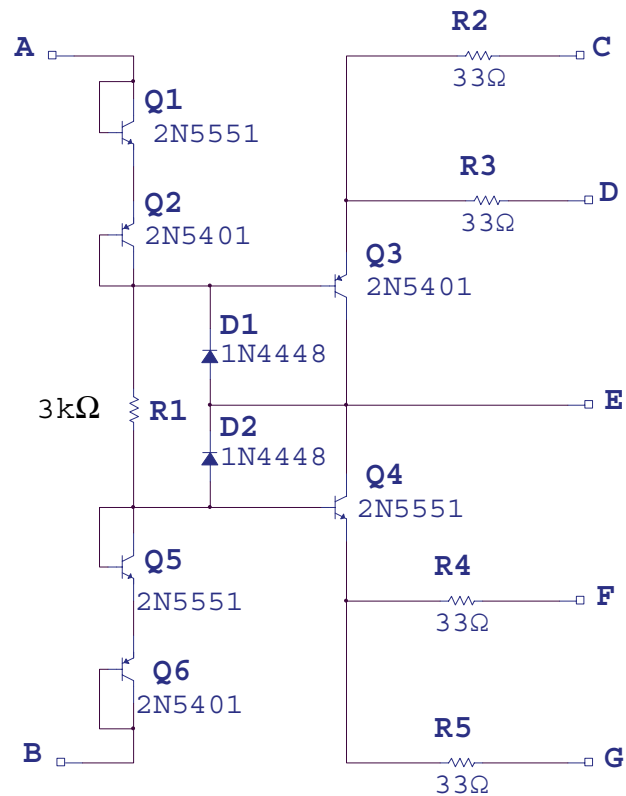 R2
A
C
33Ω
Q1
2N5551
R3
D
33Ω
Q2
2N5401
Q3
2N5401
D1
1N4448
E
3kΩ
R1
D2
1N4448
Q4
2N5551
Q5
2N5551
R4
F
33Ω
Q6
2N5401
R5
B
G
33Ω